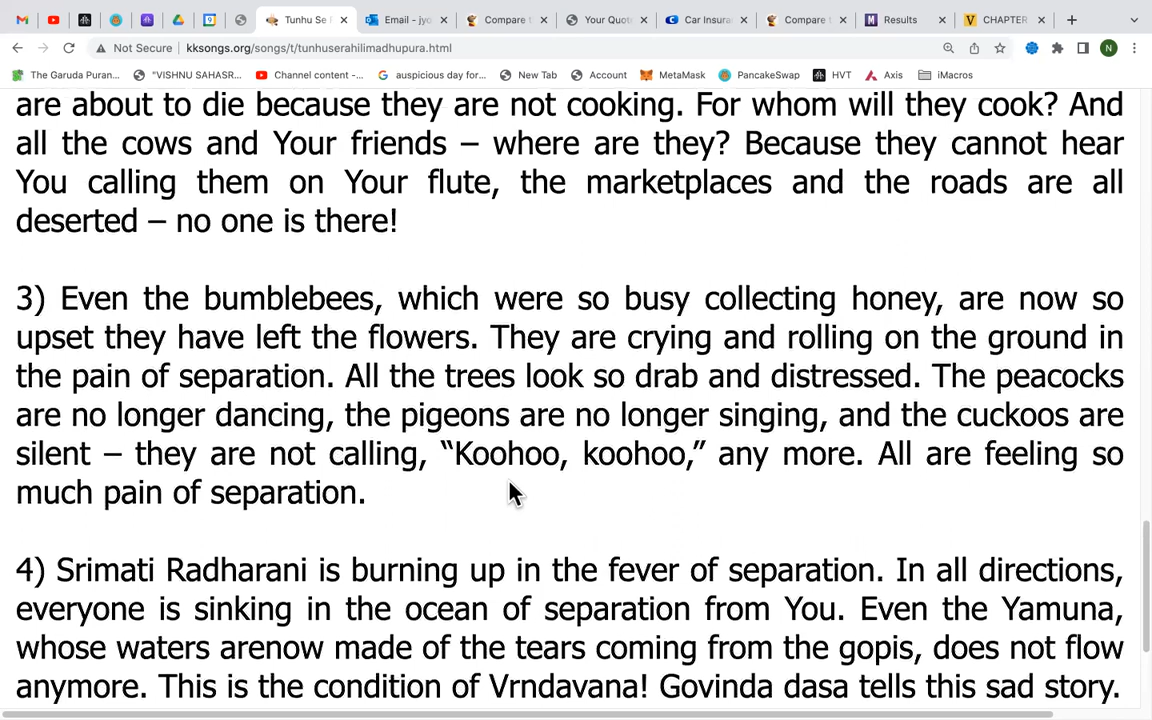 Tunhu Se R
Email - jyo
Compare t
Your Quot
Car Insura
Compare t
Results
CHAPTER
Not Secure
kksongs.org/songs/t/tunhuserahilimadhupura.html
N
The Garuda Puran...
"VISHNU SAHASR...
Channel content -...
auspicious day for...
New Tab
Account
MetaMask
PancakeSwap
HVT
Axis
iMacros
are about to die because they are not cooking. For whom will they cook? And
all the cows and Your friends – where are they? Because they cannot hear
You calling them on Your flute, the marketplaces and the roads are all
deserted – no one is there!
3) Even the bumblebees, which were so busy collecting honey, are now so
upset they have left the flowers. They are crying and rolling on the ground in
the pain of separation. All the trees look so drab and distressed. The peacocks
are no longer dancing, the pigeons are no longer singing, and the cuckoos are
silent – they are not calling, “Koohoo, koohoo,” any more. All are feeling so
much pain of separation.
4) Srimati Radharani is burning up in the fever of separation. In all directions,
everyone is sinking in the ocean of separation from You. Even the Yamuna,
whose waters arenow made of the tears coming from the gopis, does not flow
anymore. This is the condition of Vrndavana! Govinda dasa tells this sad story.